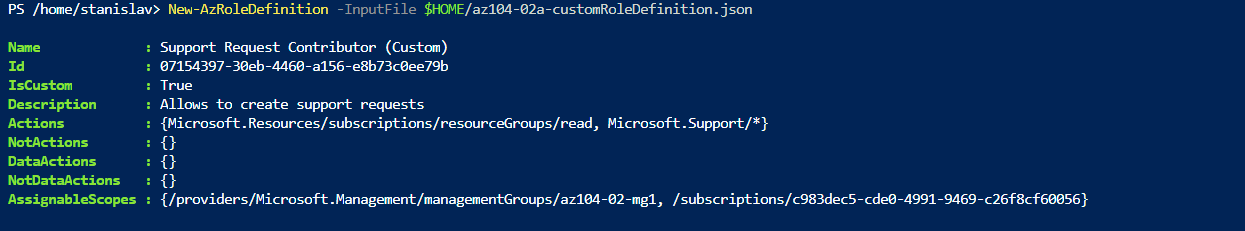 PS /home/stanislav> New-AzRoleDefinition -InputFile $HOME/az104-02a-customRoleDefinition.json
Name : Support Request Contributor (Custom)
Id : 07154397-30eb-4460-a156-e8b73c0ee79b
IsCustom : True
Description : Allows to create support requests
Actions : {Microsoft.Resources/subscriptions/resourceGroups/read, Microsoft.Support/*}
NotActions : {}
DataActions : {}
NotDataActions : {}
AssignableScopes : {/providers/Microsoft.Management/managementGroups/az104-02-mg1, /subscriptions/c983dec5-cde0-4991-9469-c26f8cf60056}